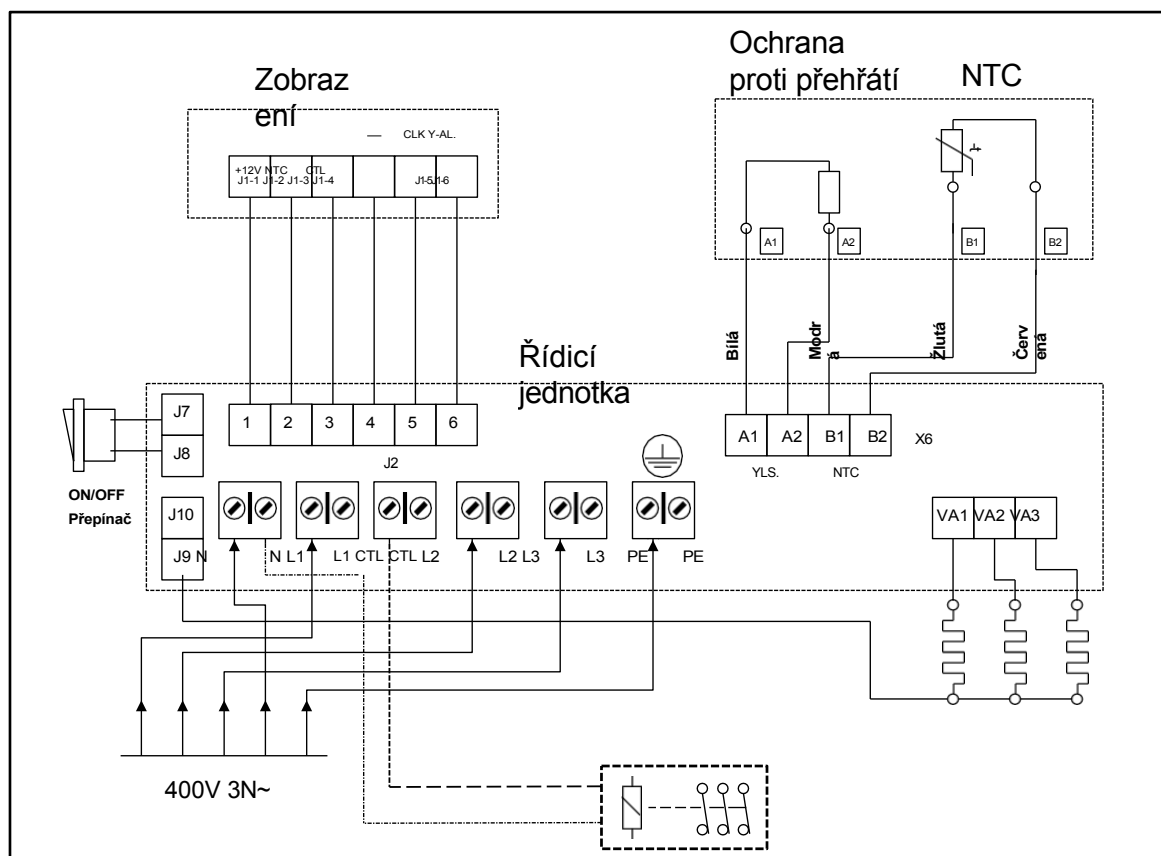 Zobraz
ení
— CLK Y-AL.
+12V NTC CTL
J1-1 J1-2 J1-3 J1-4 J1-5 J1-6
Ochrana
proti přehřátí
NTC
A1 A2 B1 B2
Bílá
Modr
á
Žlutá
Červ
ená
Řídicí
jednotka
J7
J8
ON/OFF
Přepínač
J10
J9 N
1 2 3 4 5 6
J2
A1 A2 B1 B2 X6
YLS. NTC
N L1 L1 CTL CTL L2 L2 L3 L3 PE PE
VA1 VA2 VA3
400V 3N~